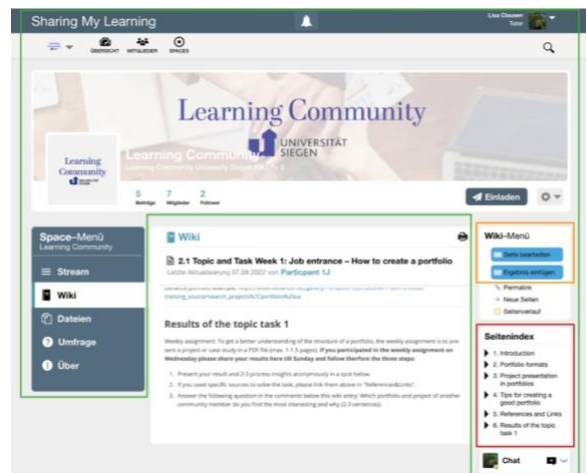 Sharing My Learning
Lisa Clausen
Tutor
ÜBERSICHT MITGLIEDER SPACES
Learning Community
UNIVERSITÄT
SIEGEN
Learning
Community
Learning Community
Learning Community University Siegen
5 7 2
Beiträge Mitglieder Follower
Einladen
Space–Menü
Learning Community
Stream
Wiki
Dateien
Umfrage
Über
Wiki
2.1 Topic and Task Week 1: Job entrance – How to create a portfolio
Letzte Aktualisierung 07.08.2022 von Particpant 1J
Results of the topic task 1
Weekly assignment: To get a better understanding of the structure of a portfolio, the weekly assignment is to pre-
sent a project or case study in a PDF file (max. 1-1.5 pages). If you participated in the weekly assignment on
Wednesday please share your results here till Sunday and follow therfore the three steps:
1. Present your result and 2-3 process insights anonymously in a spot below.
2. If you used specific sources to solve the task, please link them above in "References&Links".
3. Answer the following question in the comments below this wiki entry: Which portfolio and project of another
community member do you find the most interesting and why (2-3 sentences).
Wiki–Menü
Seite bearbeiten
Ergebnis einfügen
Permalink
+ Neue Seiten
Seitenverlauf
Seitenindex
1. Introduction
2. Portfolio formats
3. Project presentation
in portfolios
4. Tips for creating a
good portfolio
5. References and Links
6. Results of the topic
task 1
Chat